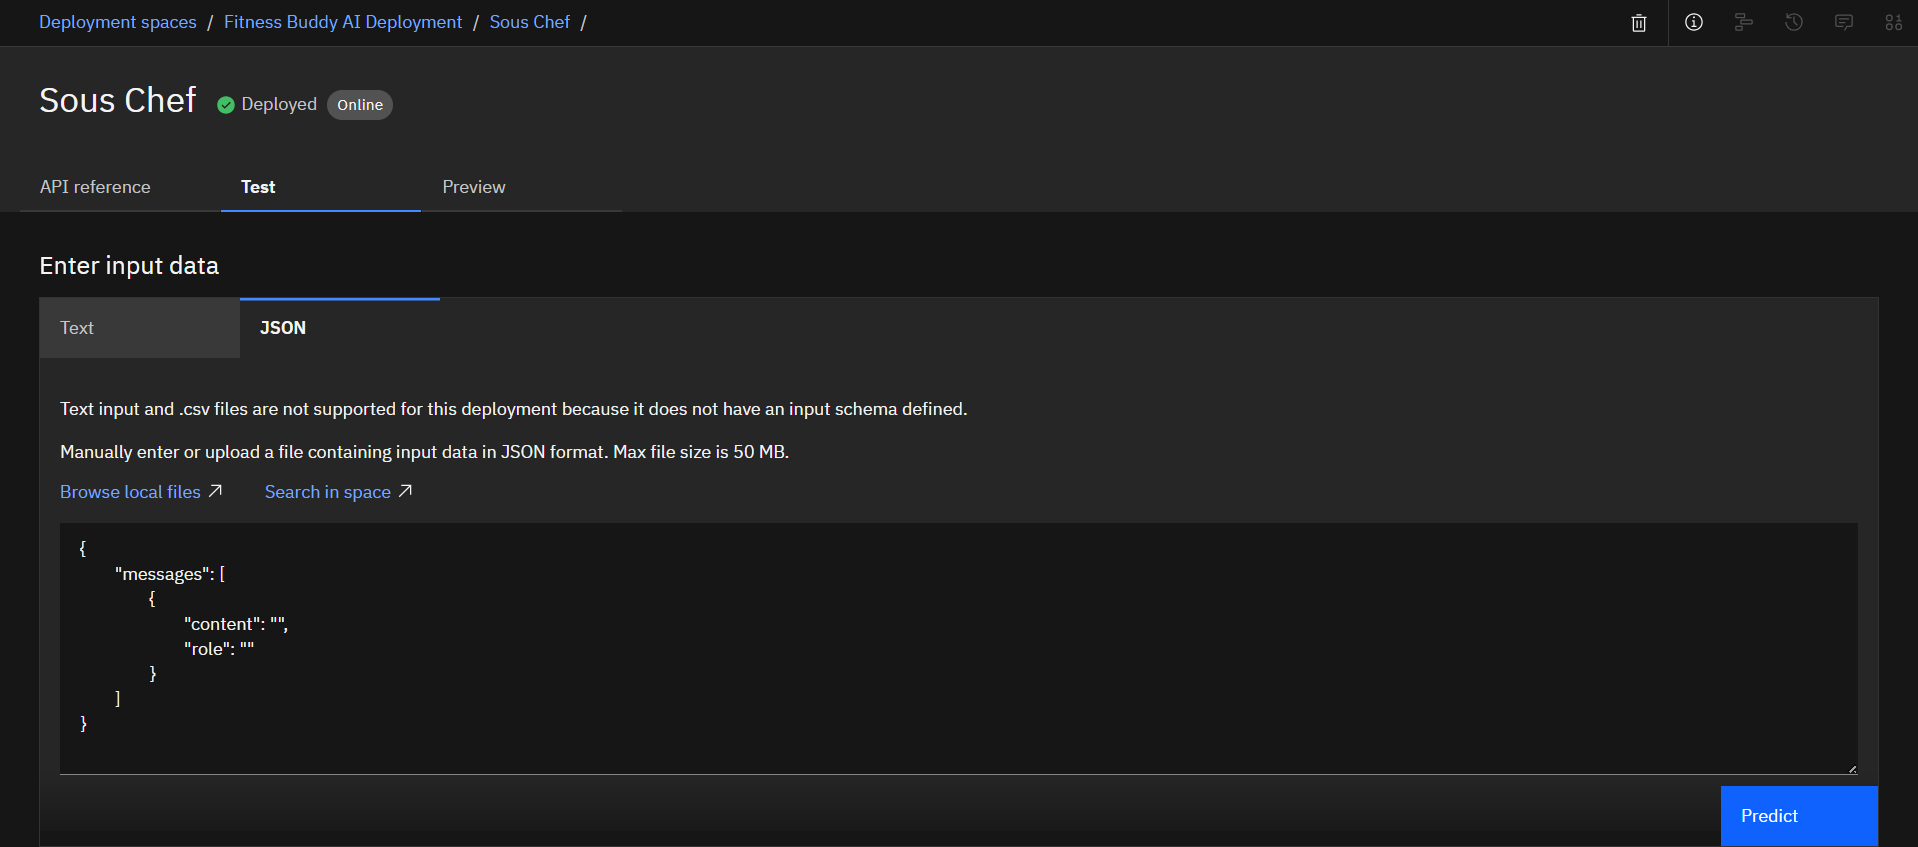 Deployment spaces / Fitness Buddy AI Deployment / Sous Chef /
Sous Chef Deployed Online
API reference Test Preview
Enter input data
Text JSON
Text input and .csv files are not supported for this deployment because it does not have an input schema defined.
Manually enter or upload a file containing input data in JSON format. Max file size is 50 MB.
Browse local files Search in space
{
"messages": [
{
"content": "",
"role": ""
}
]
}
Predict